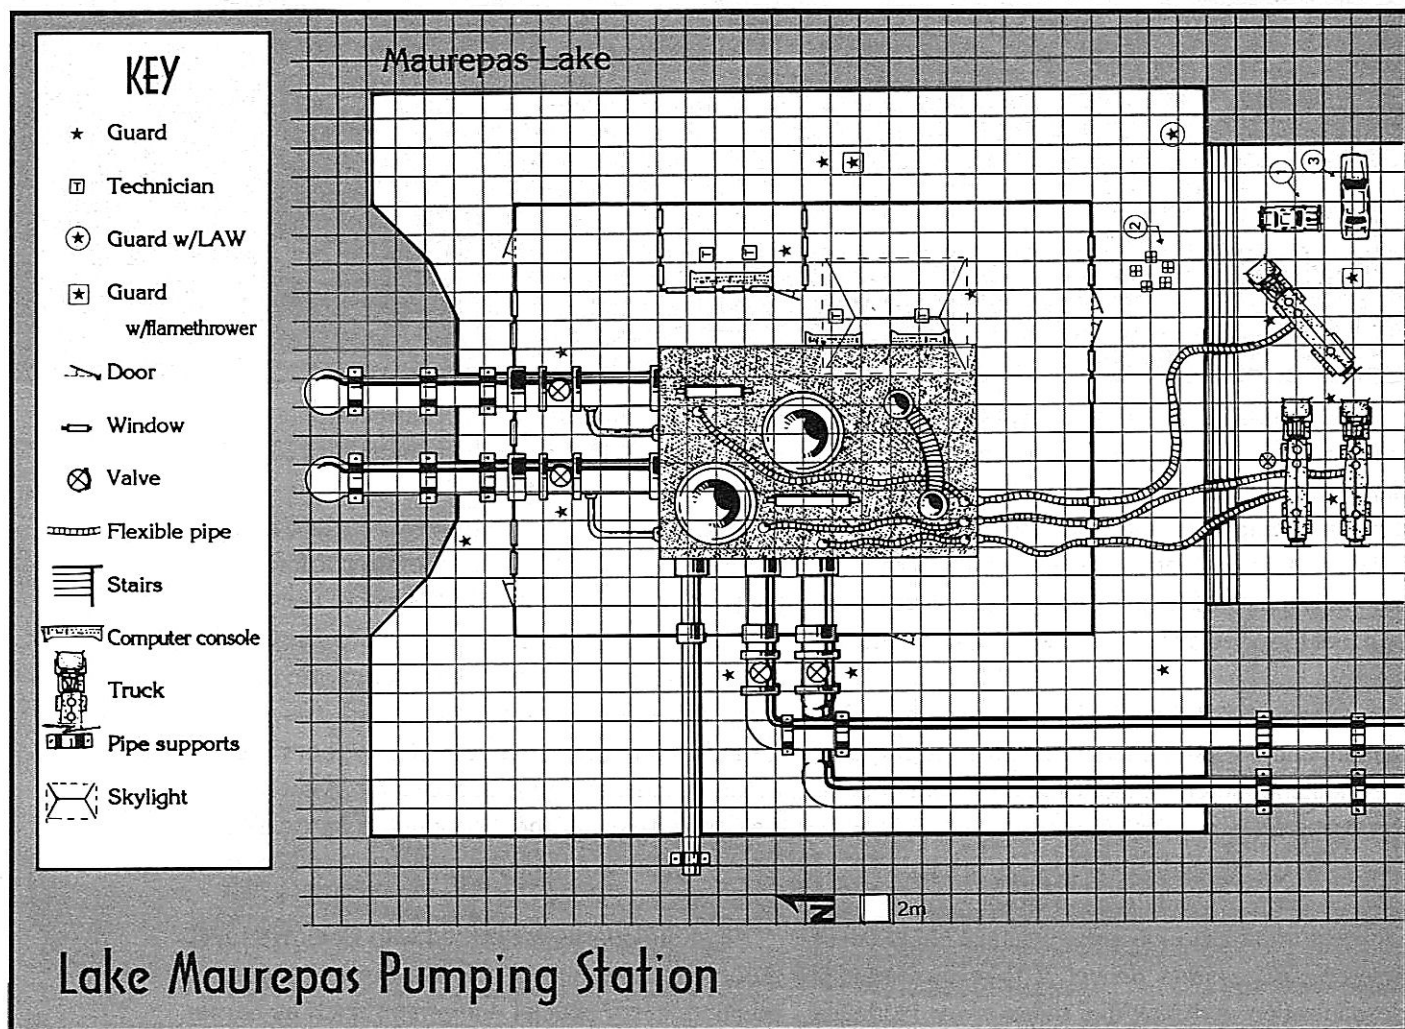 KEY
Guard
T Technician
Guard w/LAW
Guard
w/flamethrower
Door
Window
Valve
Flexible pipe
Stairs
Computer console
Truck
Pipe supports
Skylight
Maurepas Lake
1
3
2
T
T
T
T
N
2m
Lake Maurepas Pumping Station